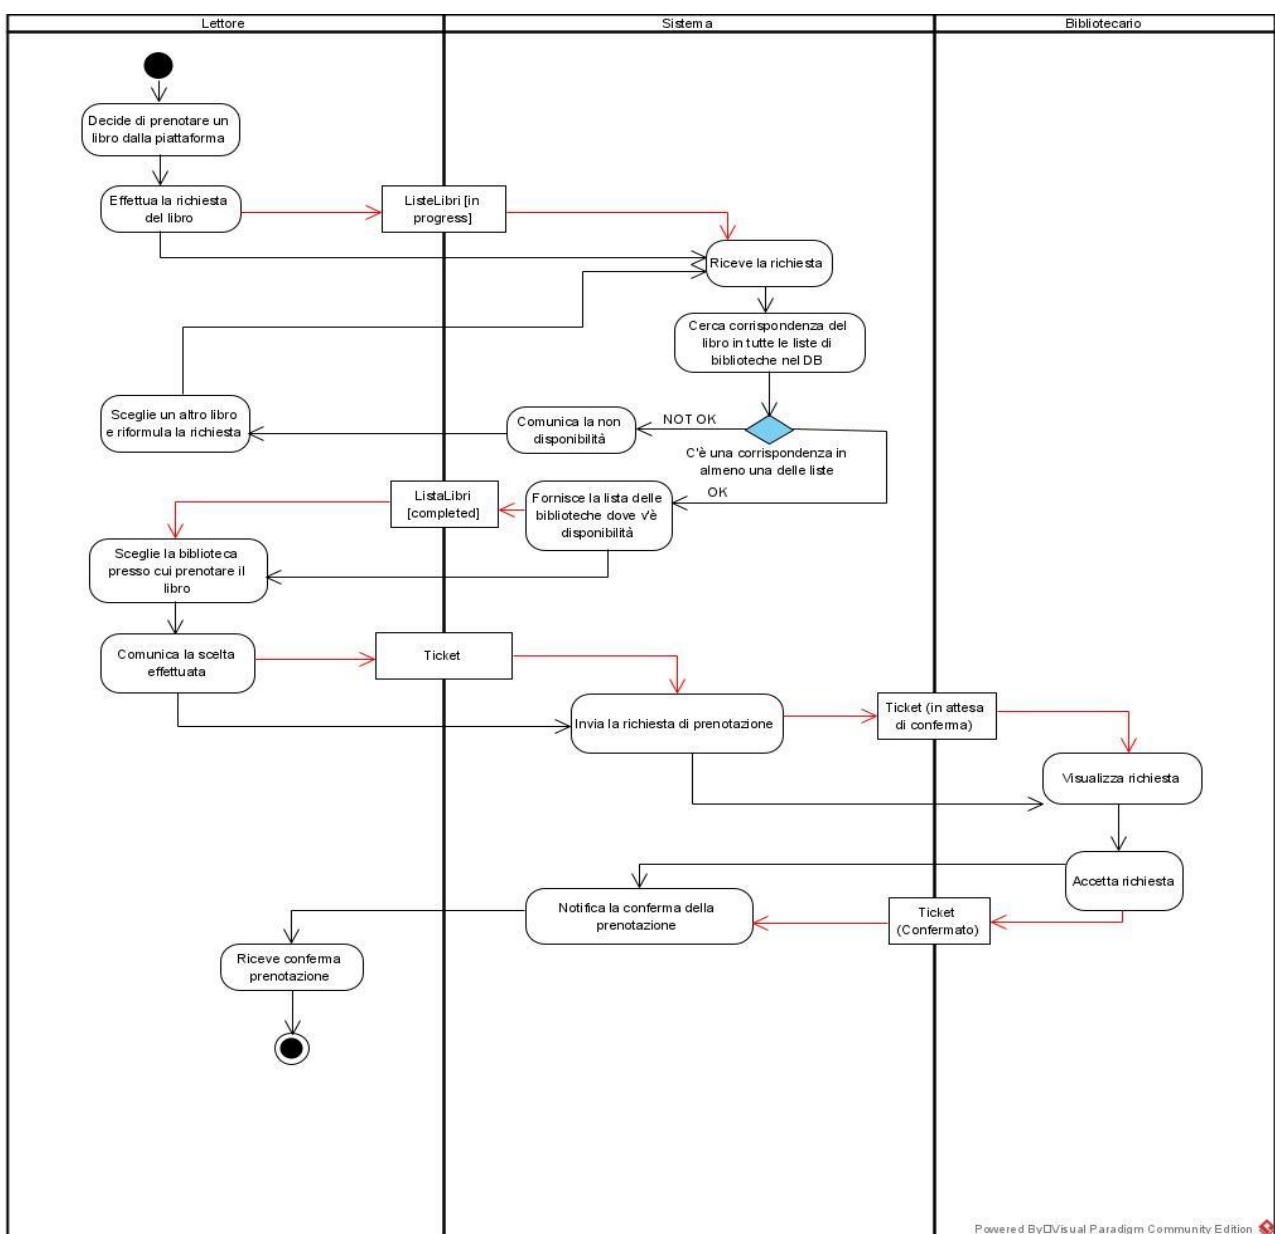 Lettore
Sistema
Bibliotecario
Decide di prenotare un
libro dalla piattaforma
Effettua la richiesta
del libro
ListeLibri [in
progress]
Riceve la richiesta
Cerca corrispondenza del
libro in tutte le liste di
biblioteche nel DB
Sceglie un altro libro
e riformula la richiesta
Comunica la non
disponibilità
NOT OK
C'è una corrispondenza in
almeno una delle liste
OK
ListaLibri
[completed]
Fornisce la lista delle
biblioteche dove v'è
disponibilità
Sceglie la biblioteca
presso cui prenotare il
libro
Comunica la scelta
effettuata
Ticket
Invia la richiesta di prenotazione
Ticket (in attesa
di conferma)
Visualizza richiesta
Accetta richiesta
Notifica la conferma della
prenotazione
Ticket
(Confermato)
Riceve conferma
prenotazione
Powered By□Visual Paradigm Community Edition